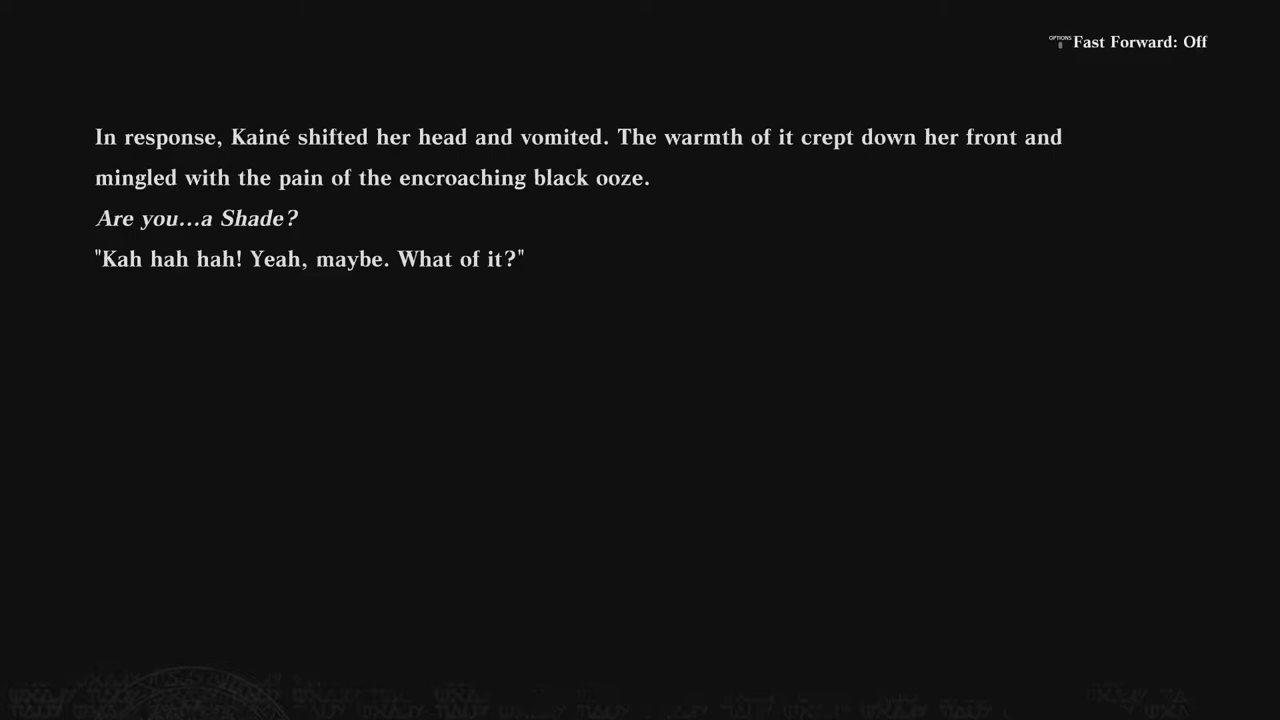 OPTIONS Fast Forward: Off
In response, Kainé shifted her head and vomited. The warmth of it crept down her front and
mingled with the pain of the encroaching black ooze.
Are you...a Shade?
"Kah hah hah! Yeah, maybe. What of it?"